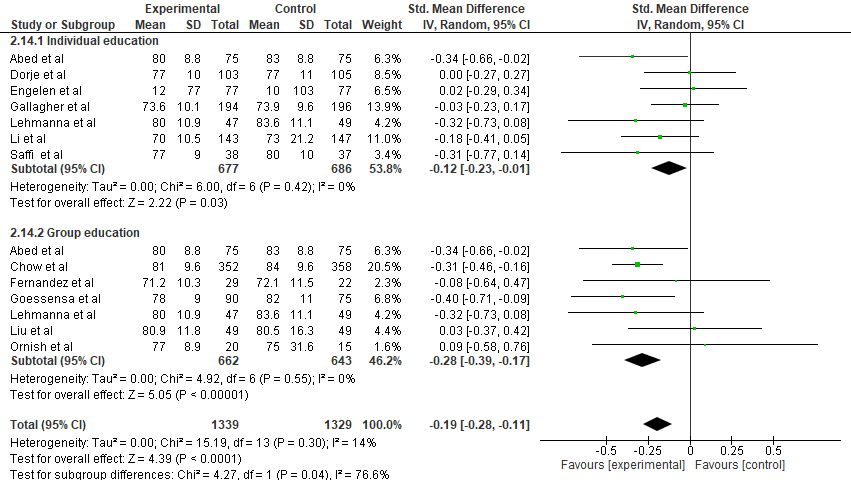 Experimental Control Std. Mean Difference Std. Mean Difference
Study or Subgroup Mean SD Total Mean SD Total Weight IV, Random, 95% CI IV, Random, 95% CI
2.14.1 Individual education
Abed et al 80 8.8 75 83 8.8 75 6.3% -0.34 [-0.66, -0.02]
Dorje et al 77 10 103 77 11 105 8.5% 0.00 [-0.27, 0.27]
Engelen et al 12 77 77 10 103 77 6.4% 0.02 [-0.29, 0.34]
Gallagher et al 73.6 10.1 194 73.9 9.6 196 13.9% -0.03 [-0.23, 0.17]
Lehmanna et al 80 10.9 47 83.6 11.1 49 4.2% -0.32 [-0.73, 0.08]
Li et al 70 10.5 143 73 21.2 147 11.0% -0.18 [-0.41, 0.05]
Saffi et al 77 9 38 80 10 37 3.4% -0.31 [-0.77, 0.14]
Subtotal (95% CI) 677 686 53.8% -0.12 [-0.23, -0.01]
Heterogeneity: Tau² = 0.00; Chi² = 6.00, df = 6 (P = 0.42); I² = 0%
Test for overall effect: Z = 2.22 (P = 0.03)
2.14.2 Group education
Abed et al 80 8.8 75 83 8.8 75 6.3% -0.34 [-0.66, -0.02]
Chow et al 81 9.6 352 84 9.6 358 20.5% -0.31 [-0.46, -0.16]
Fernandez et al 71.2 10.3 29 72.1 11.5 22 2.4% -0.08 [-0.64, 0.47]
Goessensa et al 78 9 90 82 11 75 6.8% -0.40 [-0.71, -0.09]
Lehmanna et al 80 10.9 47 83.6 11.1 49 4.2% -0.32 [-0.73, 0.08]
Liu et al 80.9 11.8 49 80.5 16.3 49 4.3% 0.03 [-0.37, 0.42]
Ornish et al 77 8.9 20 75 31.6 15 1.6% 0.09 [-0.58, 0.76]
Subtotal (95% CI) 662 643 46.2% -0.28 [-0.39, -0.17]
Heterogeneity: Tau² = 0.00; Chi² = 4.92, df = 6 (P = 0.55); I² = 0%
Test for overall effect: Z = 5.05 (P < 0.00001)
Total (95% CI) 1339 1329 100.0% -0.19 [-0.28, -0.11]
Heterogeneity: Tau² = 0.00; Chi² = 15.19, df = 13 (P = 0.30); I² = 14%
Test for overall effect: Z = 4.39 (P < 0.0001)
Test for subgroup differences: Chi² = 4.27, df = 1 (P = 0.04), I² = 76.6%
-0.5 -0.25 0 0.25 0.5
Favours [experimental] Favours [control]